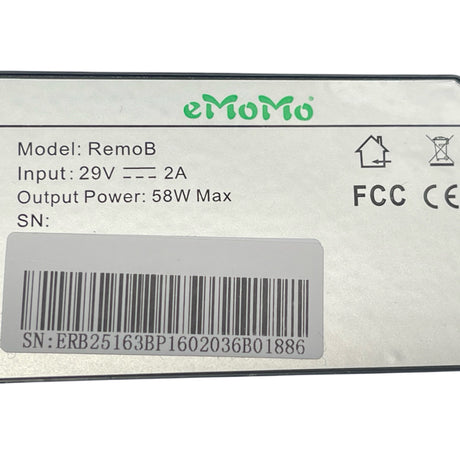 eMoMo®
Model: RemoB
Input: 29V ⎓ 2A
Output Power: 58W Max
FCC CE
SN:
SN:ERB25163BP1602036B01886